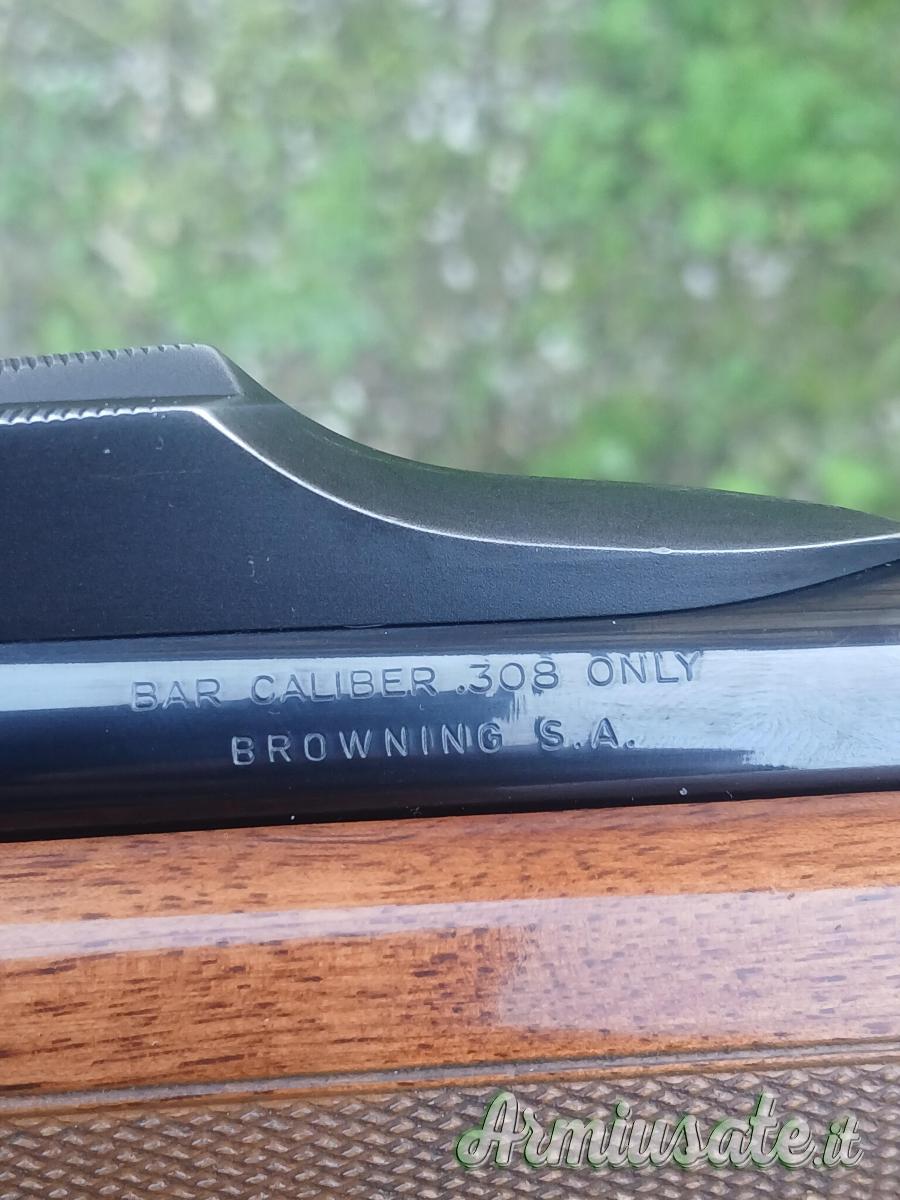 BAR CALIBER .308 ONLY
BROWNING S.A.
Armiusate.it